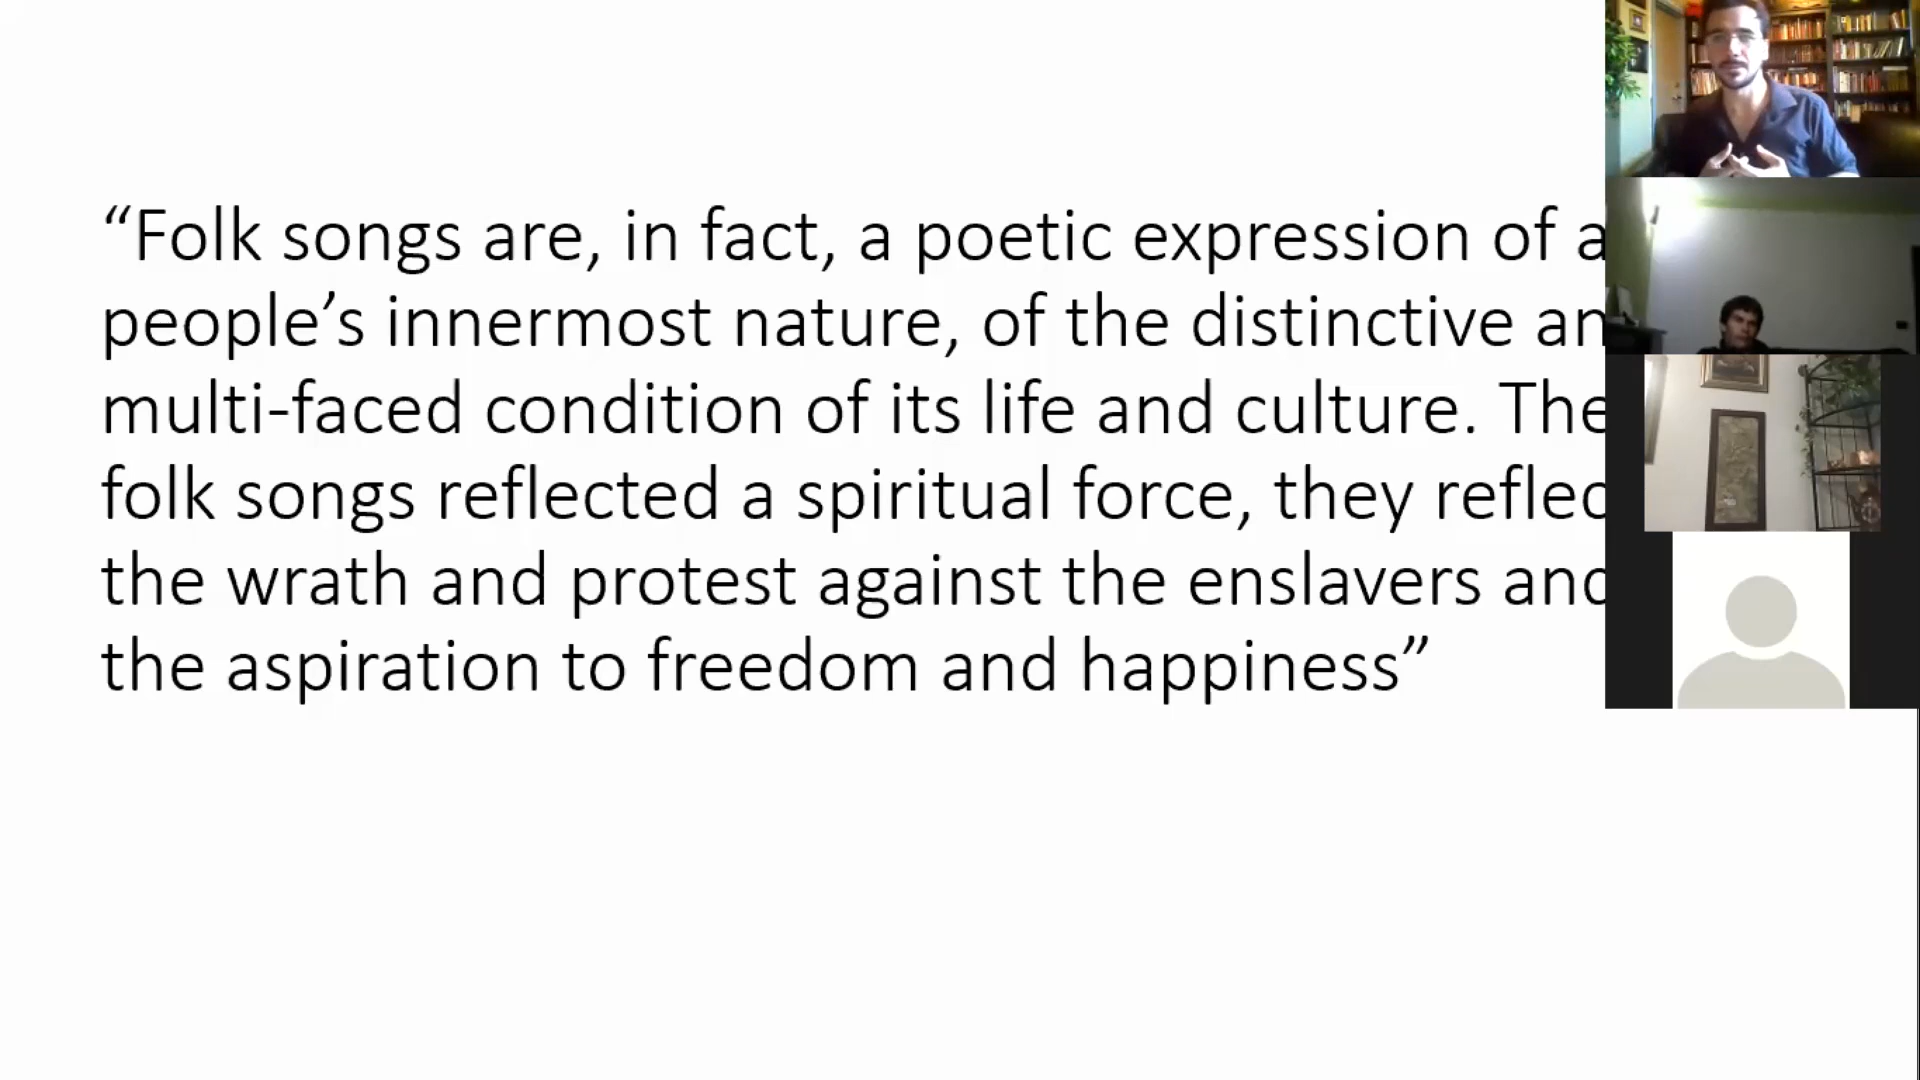 “Folk songs are, in fact, a poetic expression of a
people’s innermost nature, of the distinctive an
multi-faced condition of its life and culture. The
folk songs reflected a spiritual force, they reflec
the wrath and protest against the enslavers and
the aspiration to freedom and happiness”